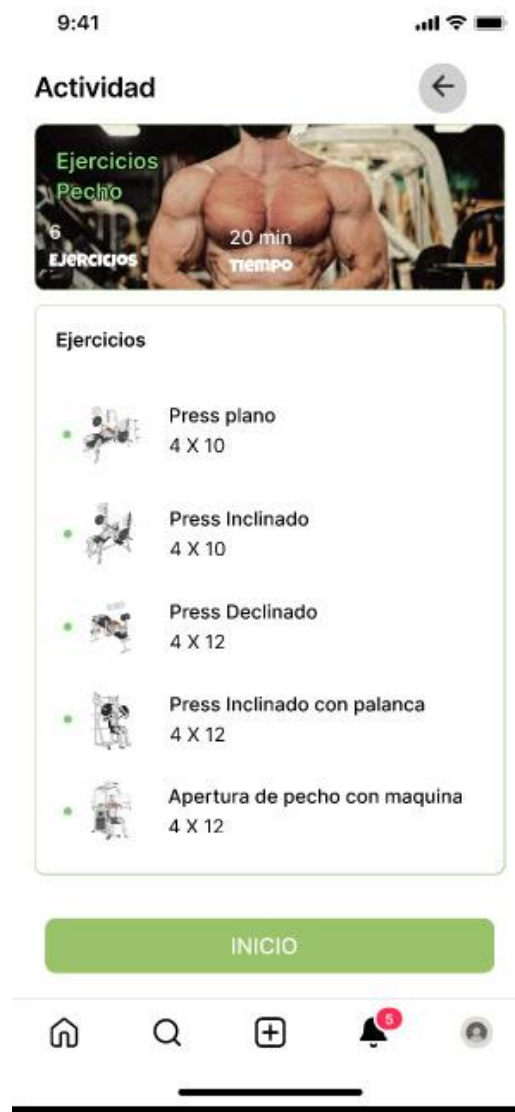 9:41
Actividad
Ejercicios
Pecho
6
EJERCICIOS
20 min
TIEMPO
Ejercicios
Press plano
4 X 10
Press Inclinado
4 X 10
Press Declinado
4 X 12
Press Inclinado con palanca
4 X 12
Apertura de pecho con maquina
4 X 12
INICIO
5